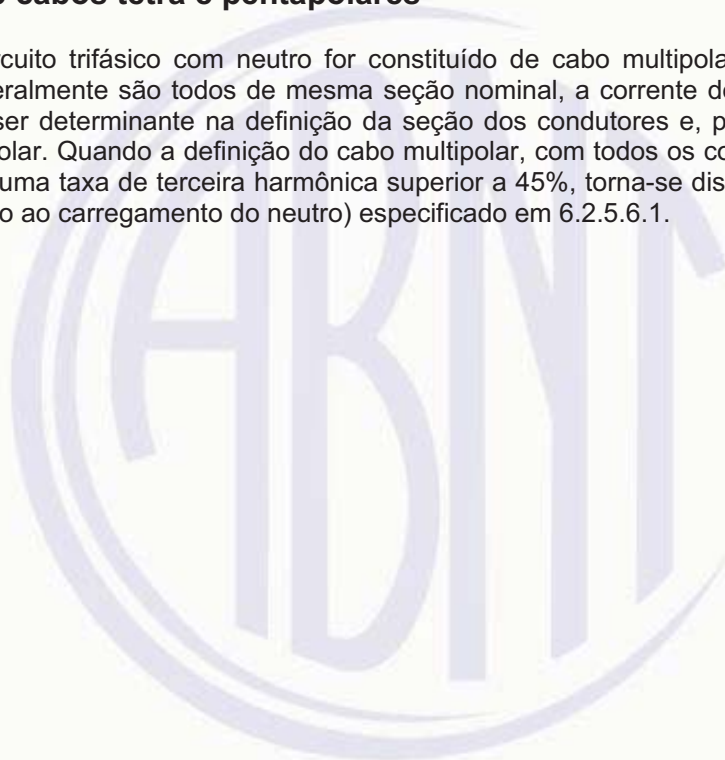 cabos tetra e pentapolares
cuito trifásico com neutro for constituído de cabo multipola
eralmente são todos de mesma seção nominal, a corrente de
ser determinante na definição da seção dos condutores e, p
olar. Quando a definição do cabo multipolar, com todos os co
uma taxa de terceira harmônica superior a 45%, torna-se dis
o ao carregamento do neutro) especificado em 6.2.5.6.1.
ABNT